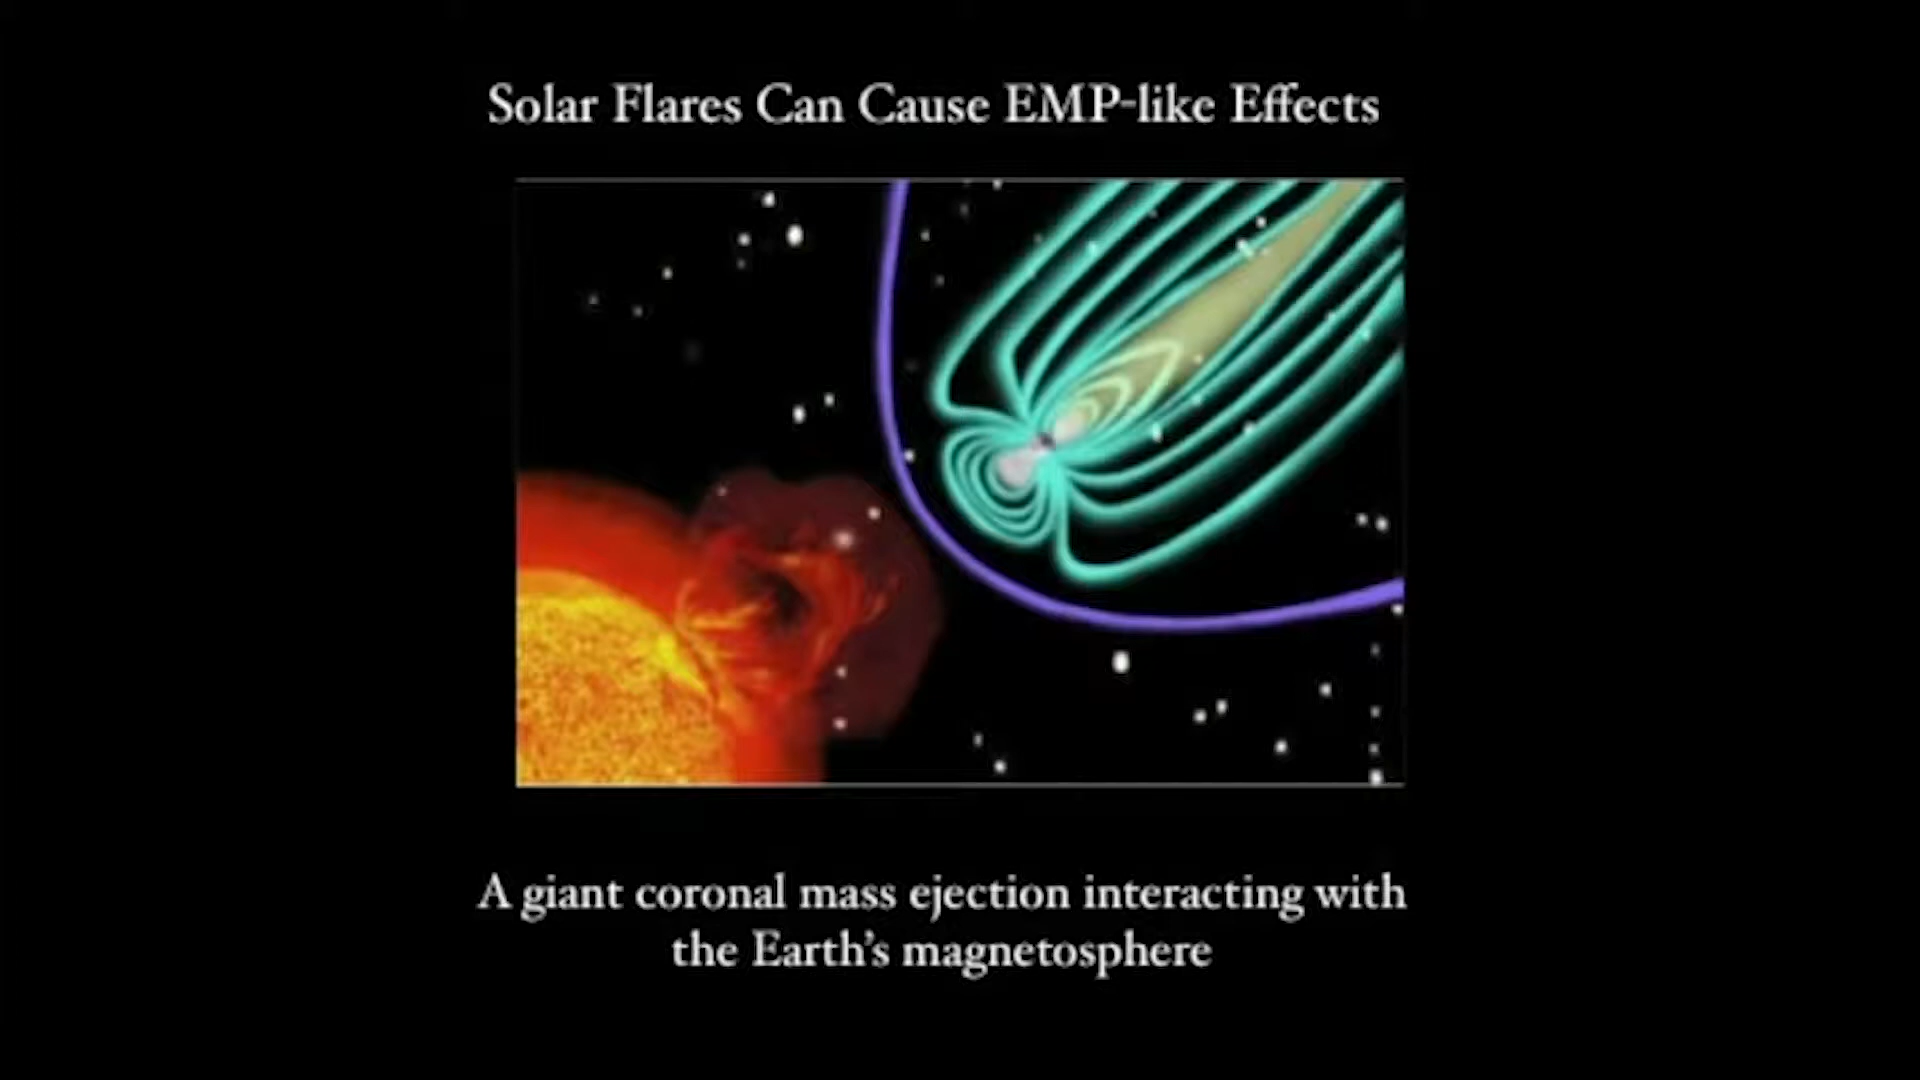 Solar Flares Can Cause EMP-like Effects
A giant coronal mass ejection interacting with
the Earth’s magnetosphere